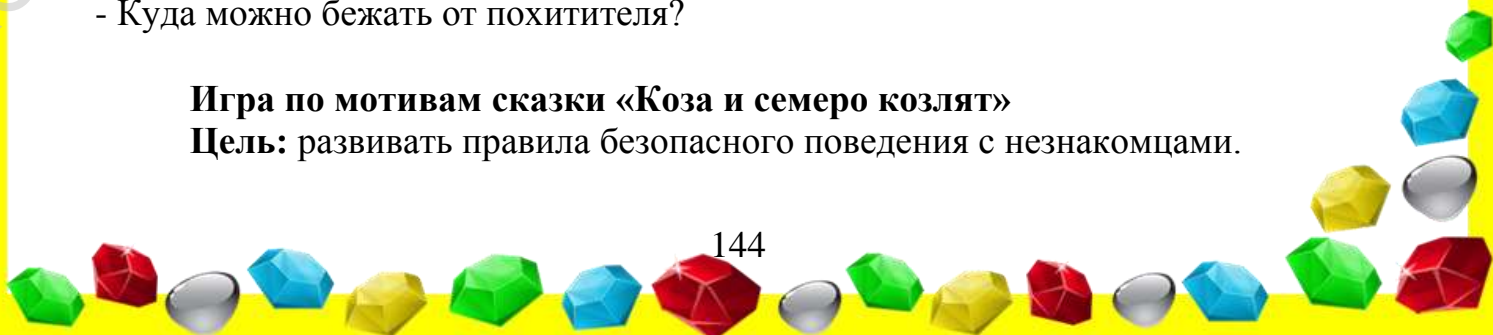 - Куда можно бежать от похитителя?
Игра по мотивам сказки «Коза и семеро козлят»
Цель: развивать правила безопасного поведения с незнакомцами.
144